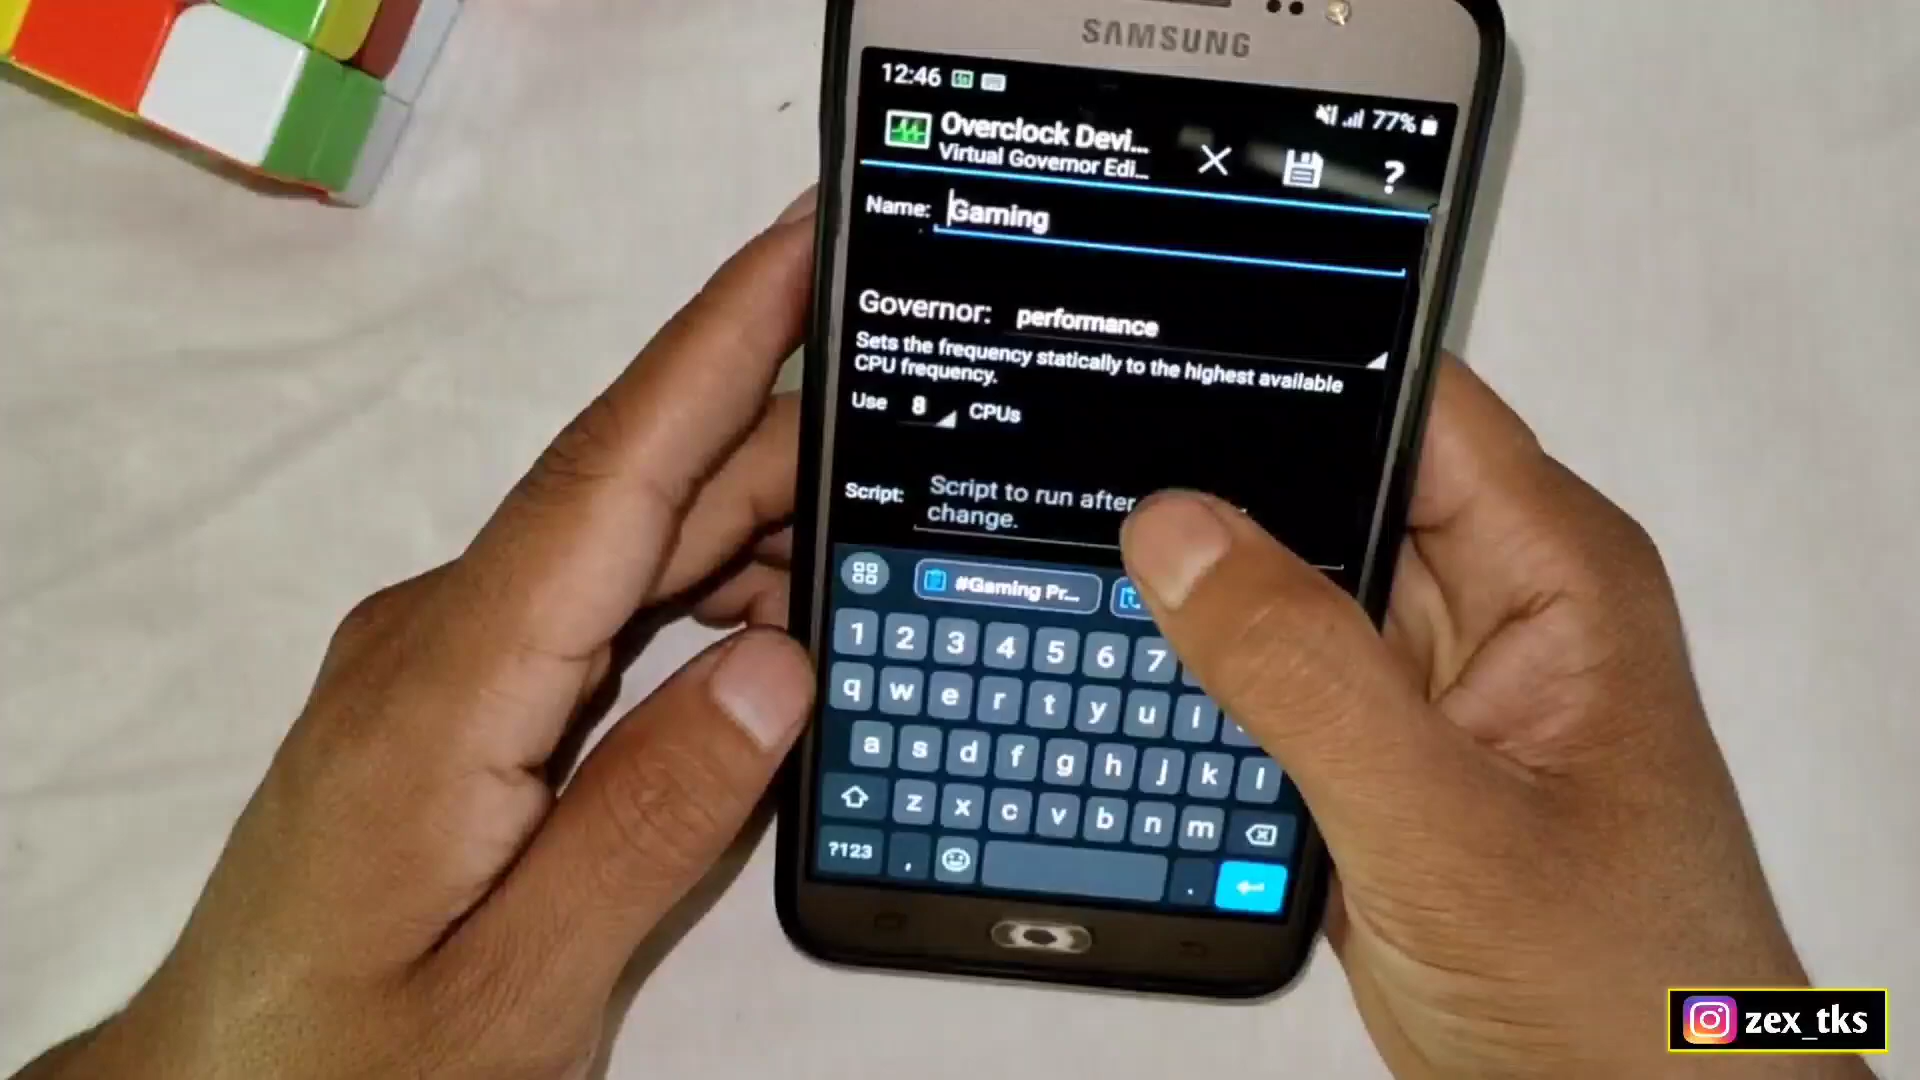 SAMSUNG
12:46
77%
Overclock Devi...
Virtual Governor Edi...
?
Name: Gaming
Governor: performance
Sets the frequency statically to the highest available
CPU frequency.
Use 8 CPUs
Script: Script to run after
change.
#Gaming Pr...
1 2 3 4 5 6 7
q w e r t y u i
a s d f g h j k l
z x c v b n m
?123 , .
zex_tks